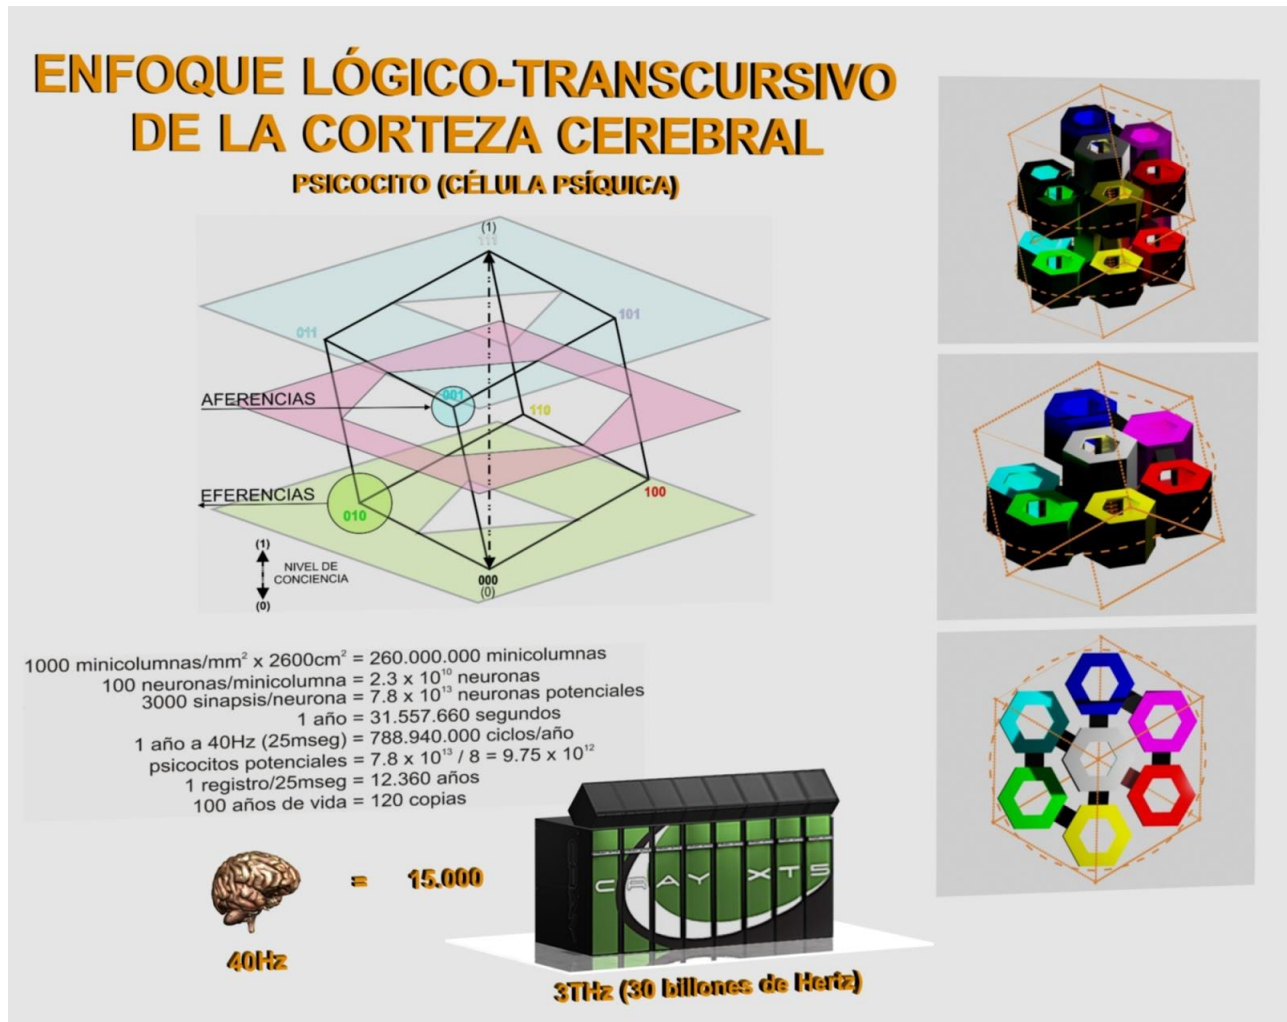 ENFOQUE LÓGICO-TRANSCURSIVO
DE LA CORTEZA CEREBRAL
PSICOCITO (CÉLULA PSÍQUICA)
(1)
111
011
101
001
AFERENCIAS
110
EFERENCIAS
100
010
(1)
NIVEL DE
CONCIENCIA
(0)
000
(0)
1000 minicolumnas/mm² x 2600cm² = 260.000.000 minicolumnas
100 neuronas/minicolumna = 2.3 x 10¹⁰ neuronas
3000 sinapsis/neurona = 7.8 x 10¹³ neuronas potenciales
1 año = 31.557.660 segundos
1 año a 40Hz (25mseg) = 788.940.000 ciclos/año
psicocitos potenciales = 7.8 x 10¹³ / 8 = 9.75 x 10¹²
1 registro/25mseg = 12.360 años
100 años de vida = 120 copias
= 15.000
CRAY XT5
CRAY
40Hz
3THz (30 billones de Hertz)